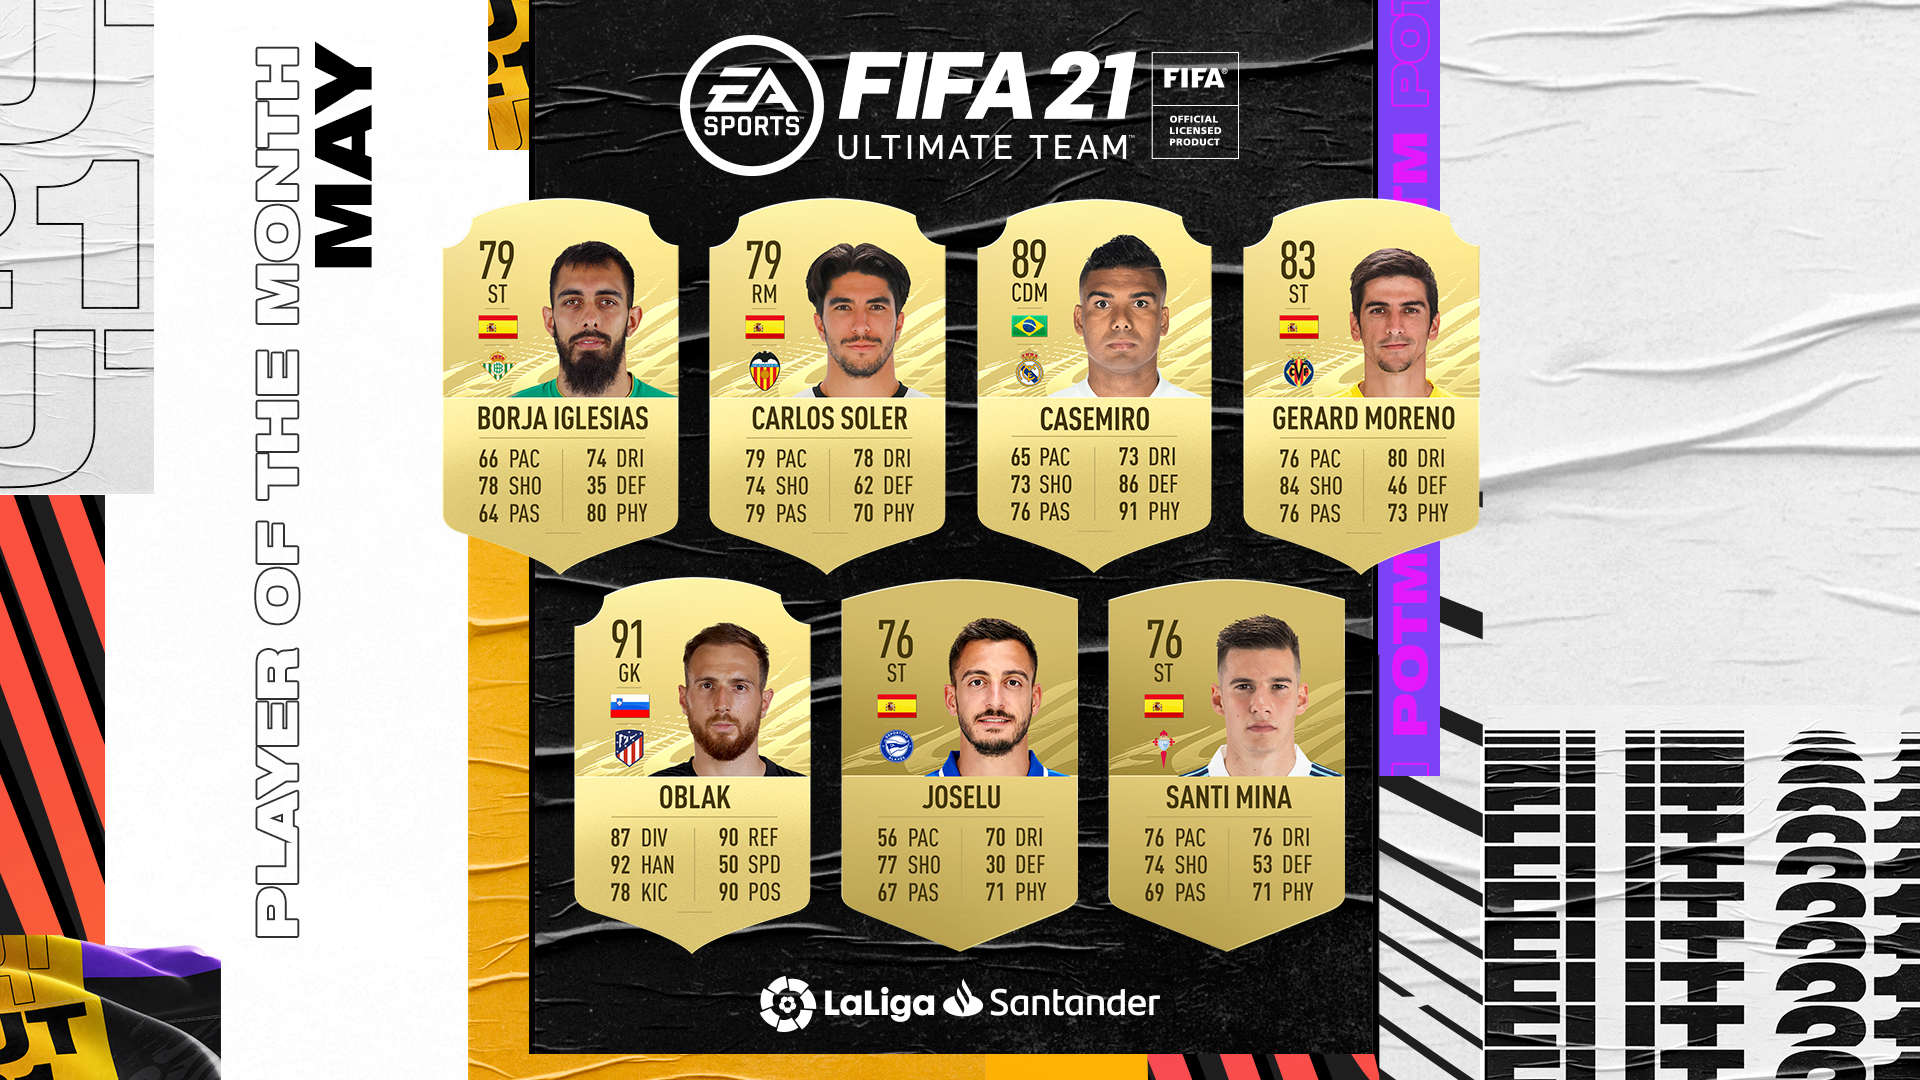 PLAYER OF THE MONTH
MAY
EA
SPORTS™
FIFA 21
ULTIMATE TEAM™
FIFA®
OFFICIAL
LICENSED
PRODUCT
79
ST
BORJA IGLESIAS
66 PAC 74 DRI
78 SHO 35 DEF
64 PAS 80 PHY
79
RM
CARLOS SOLER
79 PAC 78 DRI
74 SHO 62 DEF
79 PAS 70 PHY
89
CDM
CASEMIRO
65 PAC 73 DRI
73 SHO 86 DEF
76 PAS 91 PHY
83
ST
GERARD MORENO
76 PAC 80 DRI
84 SHO 46 DEF
76 PAS 73 PHY
91
GK
OBLAK
87 DIV 90 REF
92 HAN 50 SPD
78 KIC 90 POS
76
ST
JOSELU
56 PAC 70 DRI
77 SHO 30 DEF
67 PAS 71 PHY
76
ST
SANTI MINA
76 PAC 76 DRI
74 SHO 53 DEF
69 PAS 71 PHY
LaLiga Santander
POTM